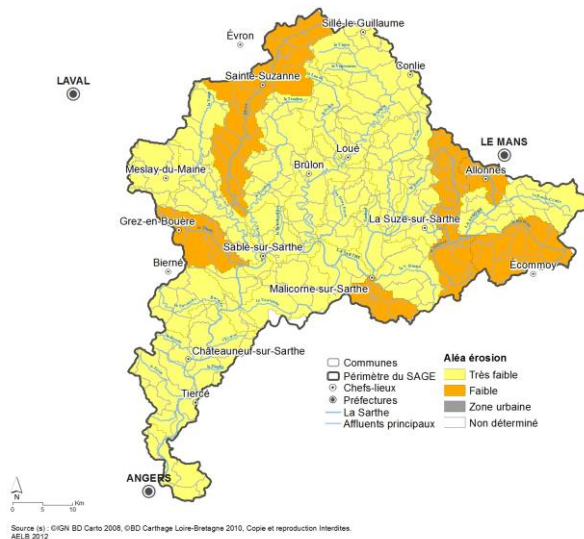 Sillé-le-Guillaume
Évron
Conlie
LAVAL
Sainte-Suzanne
LE MANS
Loué
Allonnes
Meslay-du-Maine
Brûlon
Grez-en-Bouère
La Suze-sur-Sarthe
Sablé-sur-Sarthe
Bierné
Écommoy
Malicorne-sur-Sarthe
Châteauneuf-sur-Sarthe
Tiercé
ANGERS
Communes
Périmètre du SAGE
Chefs-lieux
Préfectures
La Sarthe
Affluents principaux
Aléa érosion
Très faible
Faible
Zone urbaine
Non déterminé
N
0 5 10 Km
Source (s) : ©IGN BD Carto 2008, ©BD Carthage Loire-Bretagne 2010, Copie et reproduction Interdites.
AELB 2012